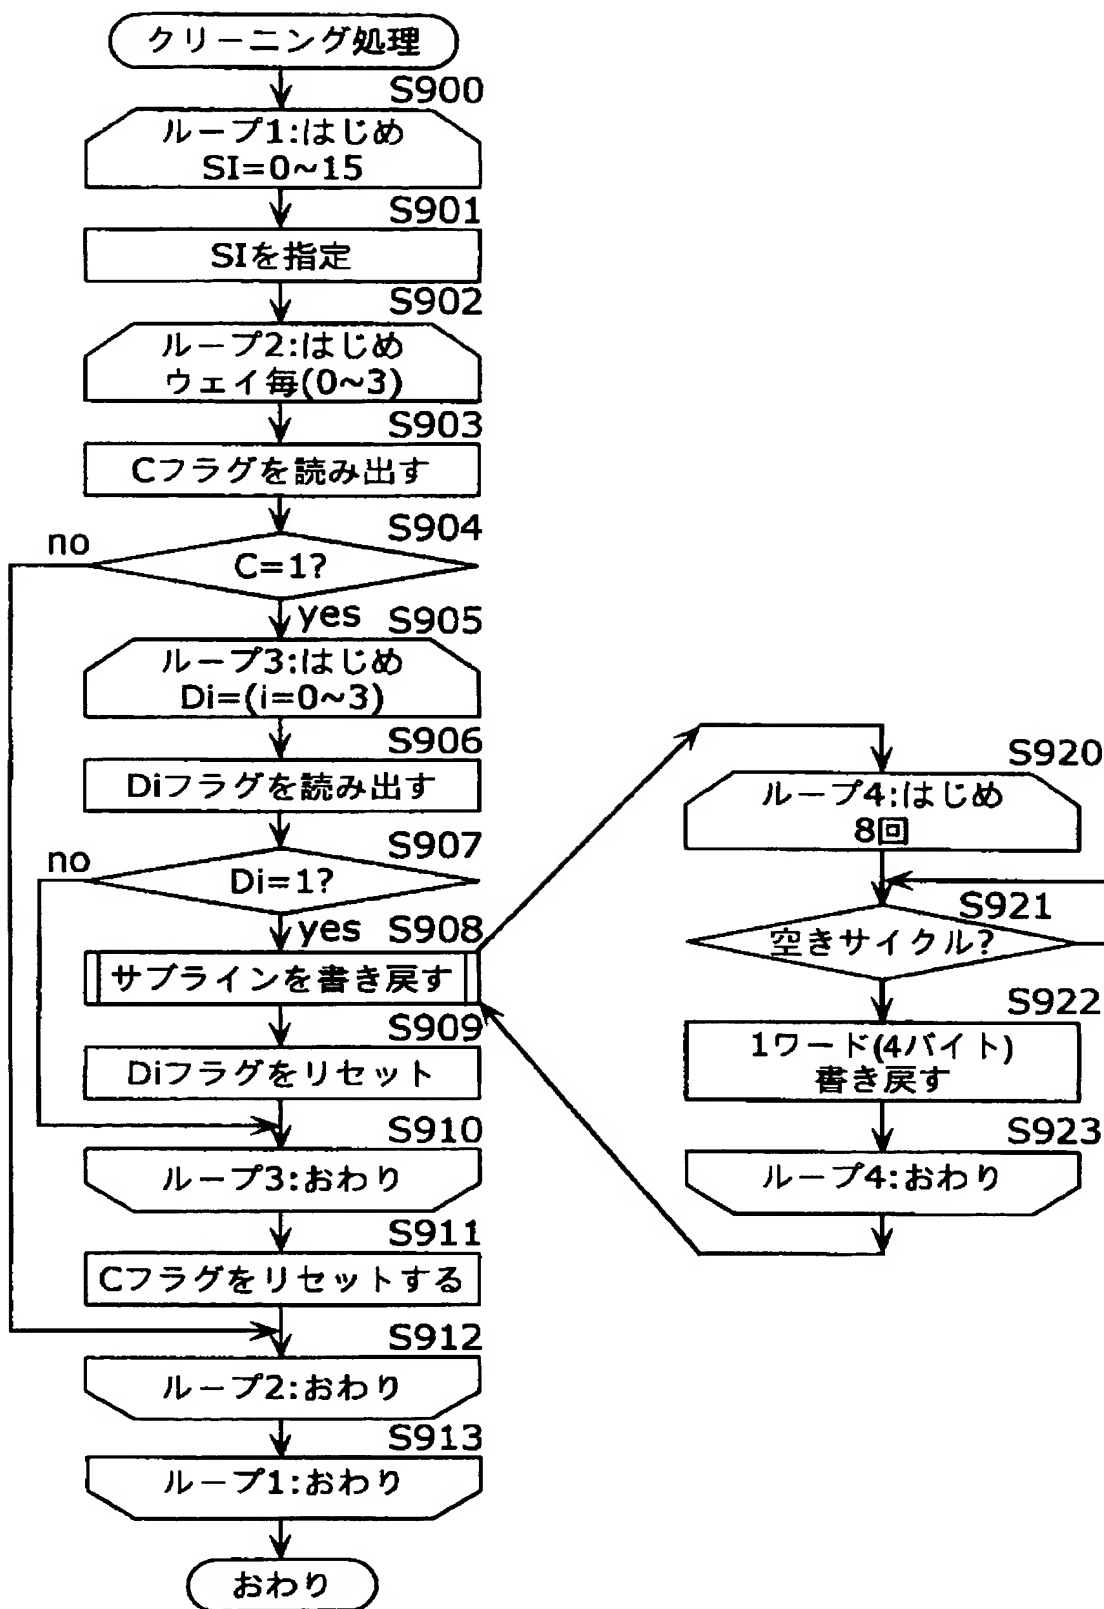 クリーニング処理
S900
ループ1:はじめ
SI=0~15
S901
SIを指定
S902
ループ2:はじめ
ウェイ毎(0~3)
S903
Cフラグを読み出す
S904
no
C=1?
yes
S905
ループ3:はじめ
Di=(i=0~3)
S906
Diフラグを読み出す
S907
no
Di=1?
yes
S908
サブラインを書き戻す
S909
Diフラグをリセット
S910
ループ3:おわり
S911
Cフラグをリセットする
S912
ループ2:おわり
S913
ループ1:おわり
おわり
S920
ループ4:はじめ
8回
S921
空きサイクル?
S922
1ワード(4バイト)
書き戻す
S923
ループ4:おわり